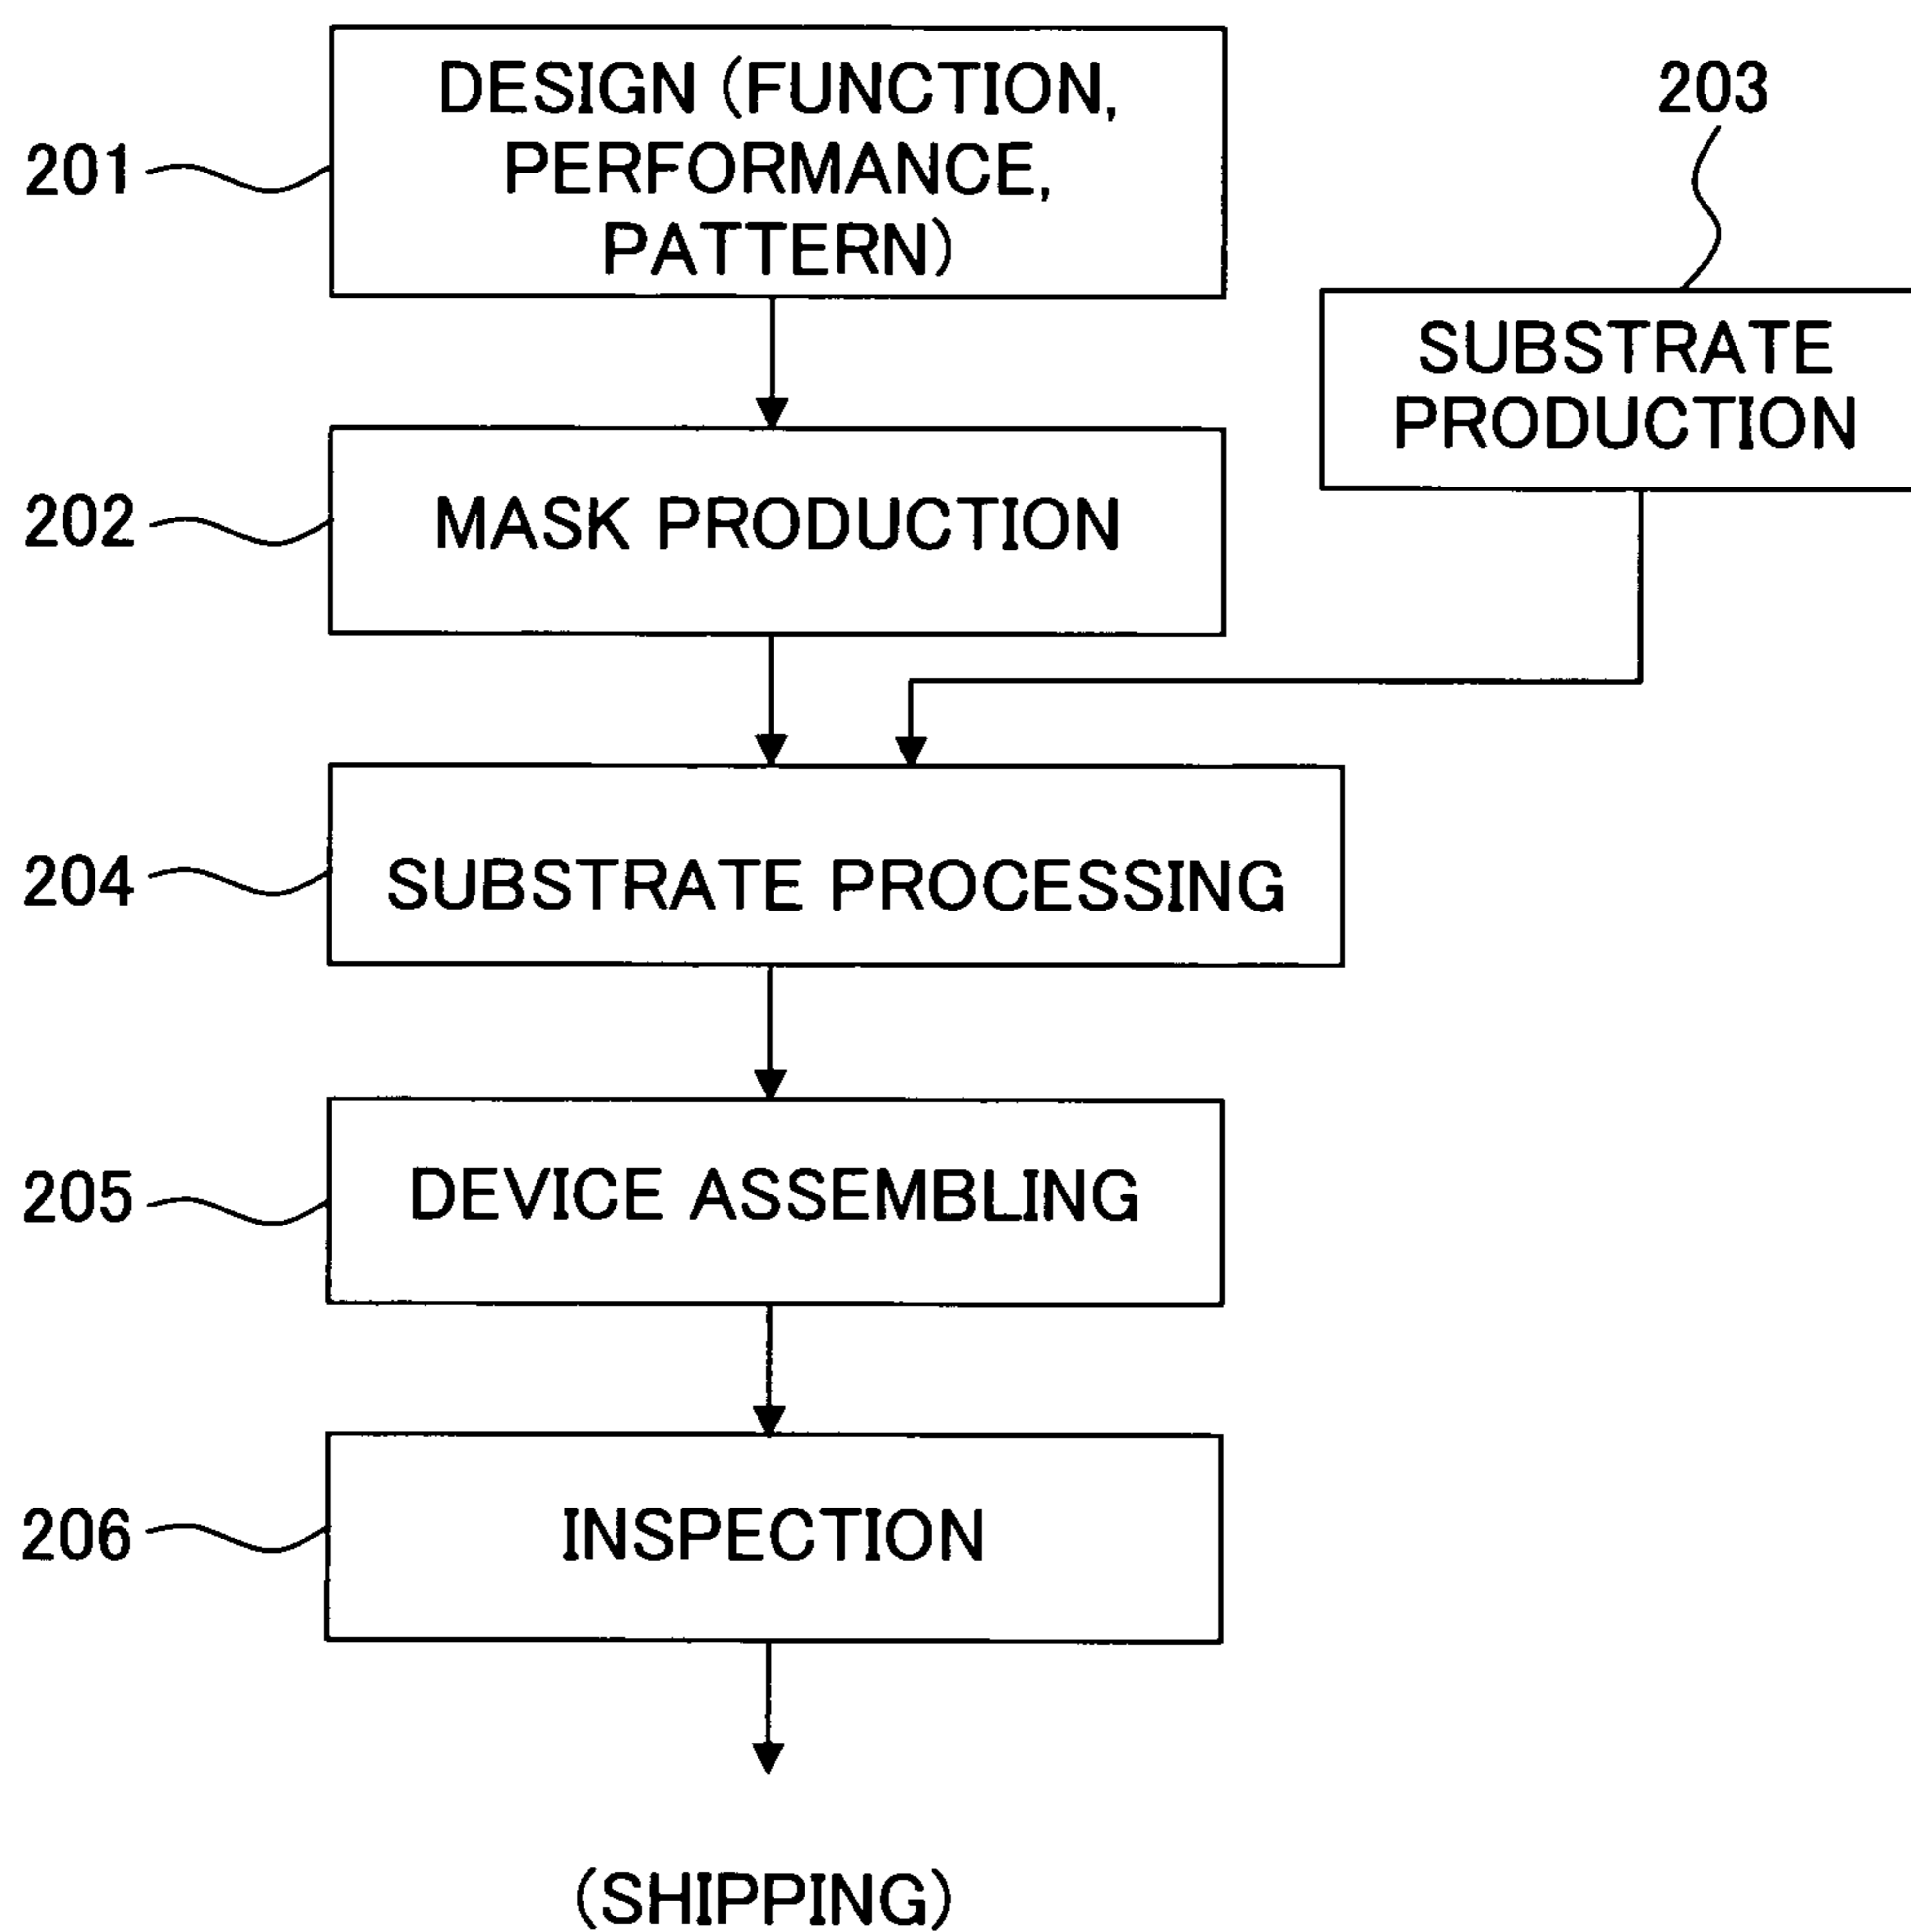 DESIGN (FUNCTION,
PERFORMANCE,
PATTERN)
201
203
SUBSTRATE
PRODUCTION
202
MASK PRODUCTION
204
SUBSTRATE PROCESSING
205
DEVICE ASSEMBLING
206
INSPECTION
(SHIPPING)